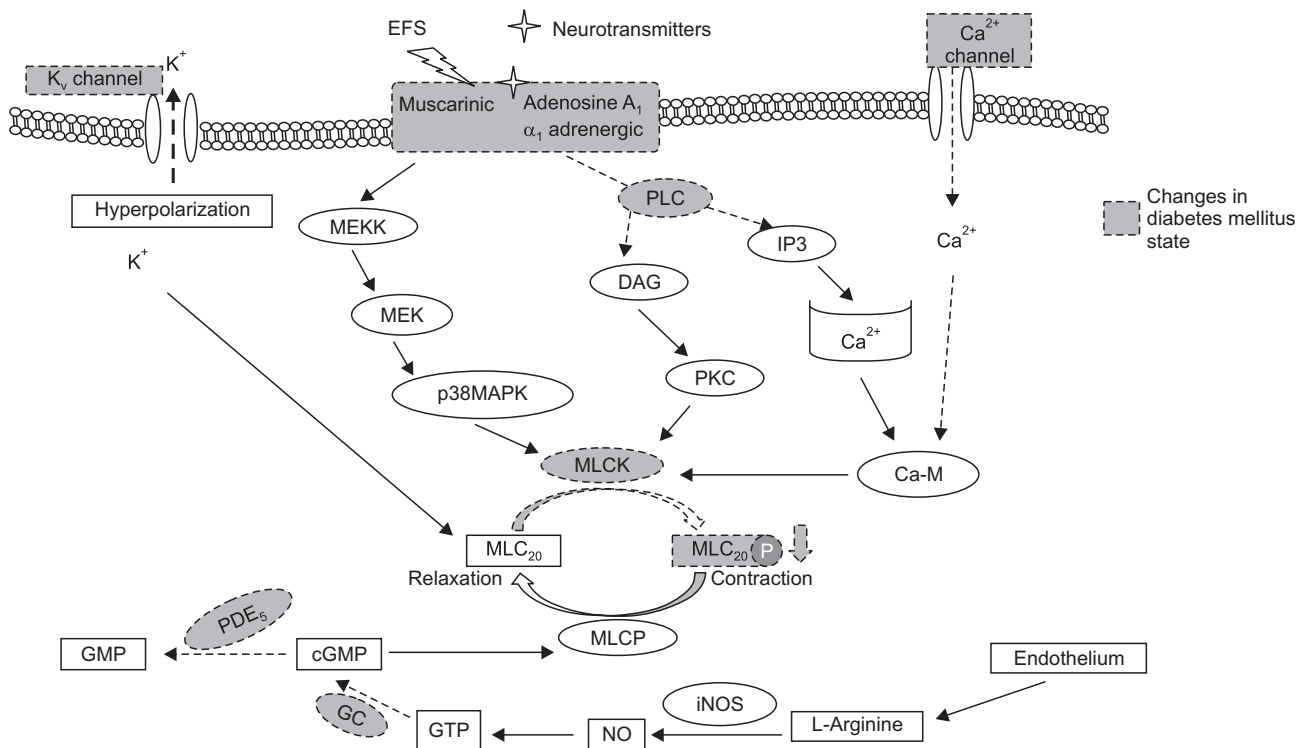 EFS
Neurotransmitters
Ca²⁺
channel
K⁺
Kᵥ channel
Muscarinic
Adenosine A₁
α₁ adrenergic
Hyperpolarization
K⁺
MEKK
PLC
IP3
Ca²⁺
Changes in
diabetes mellitus
state
DAG
MEK
Ca²⁺
p38MAPK
PKC
MLCK
Ca-M
MLC₂₀
MLC₂₀ P
Relaxation
Contraction
PDE₅
MLCP
GMP
cGMP
Endothelium
GC
iNOS
GTP
NO
L-Arginine